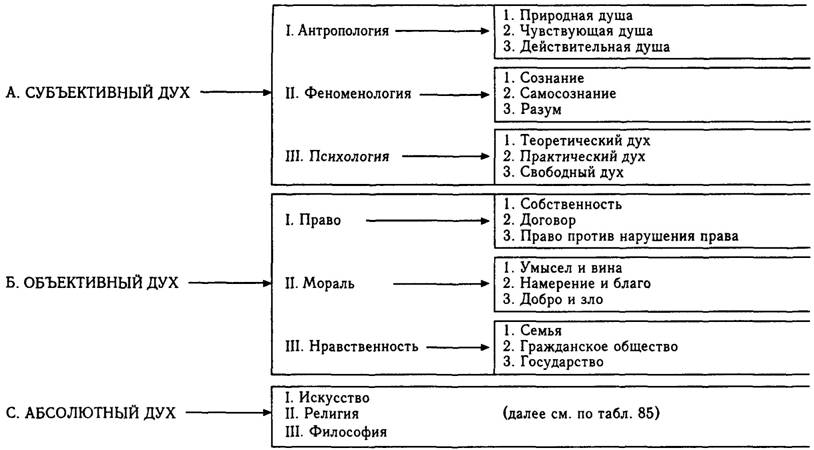 А. СУБЪЕКТИВНЫЙ ДУХ
I. Антропология
1. Природная душа
2. Чувствующая душа
3. Действительная душа
II. Феноменология
1. Сознание
2. Самосознание
3. Разум
III. Психология
1. Теоретический дух
2. Практический дух
3. Свободный дух
Б. ОБЪЕКТИВНЫЙ ДУХ
I. Право
1. Собственность
2. Договор
3. Право против нарушения права
II. Мораль
1. Умысел и вина
2. Намерение и благо
3. Добро и зло
III. Нравственность
1. Семья
2. Гражданское общество
3. Государство
С. АБСОЛЮТНЫЙ ДУХ
I. Искусство
II. Религия (далее см. по табл. 85)
III. Философия